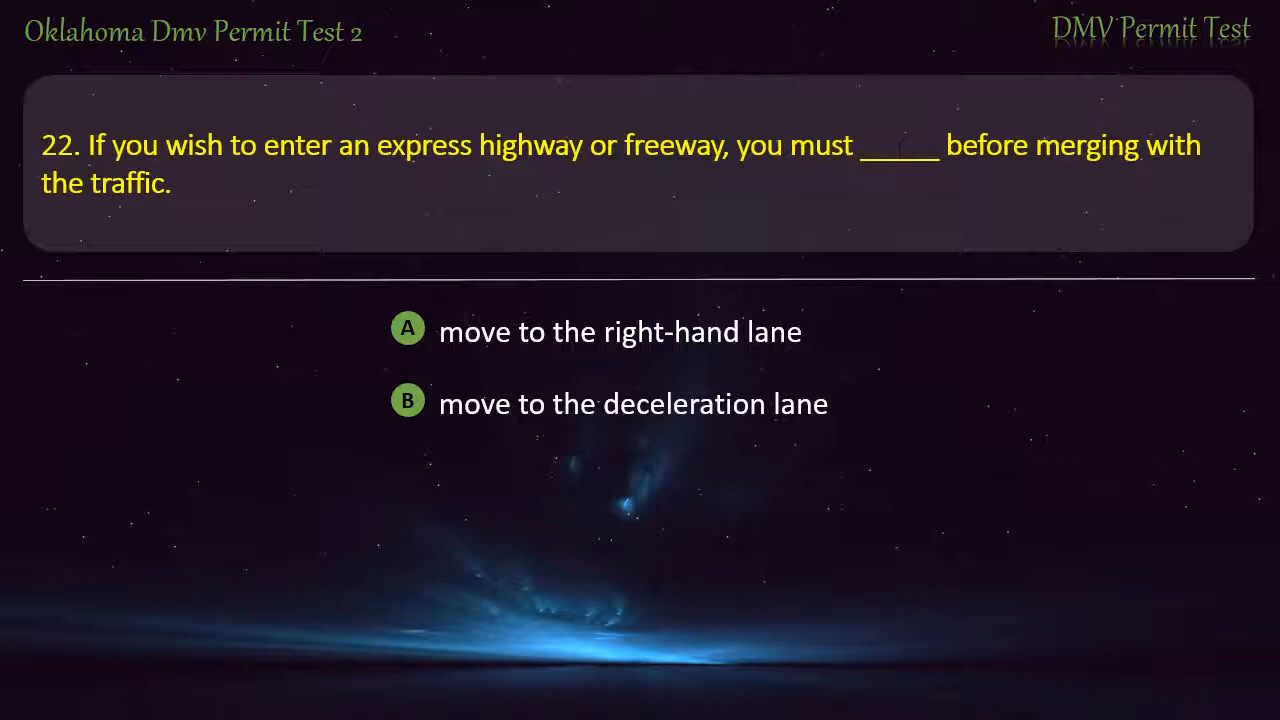 Oklahoma Dmv Permit Test 2
DMV Permit Test
22. If you wish to enter an express highway or freeway, you must _____ before merging with
the traffic.
A move to the right-hand lane
B move to the deceleration lane